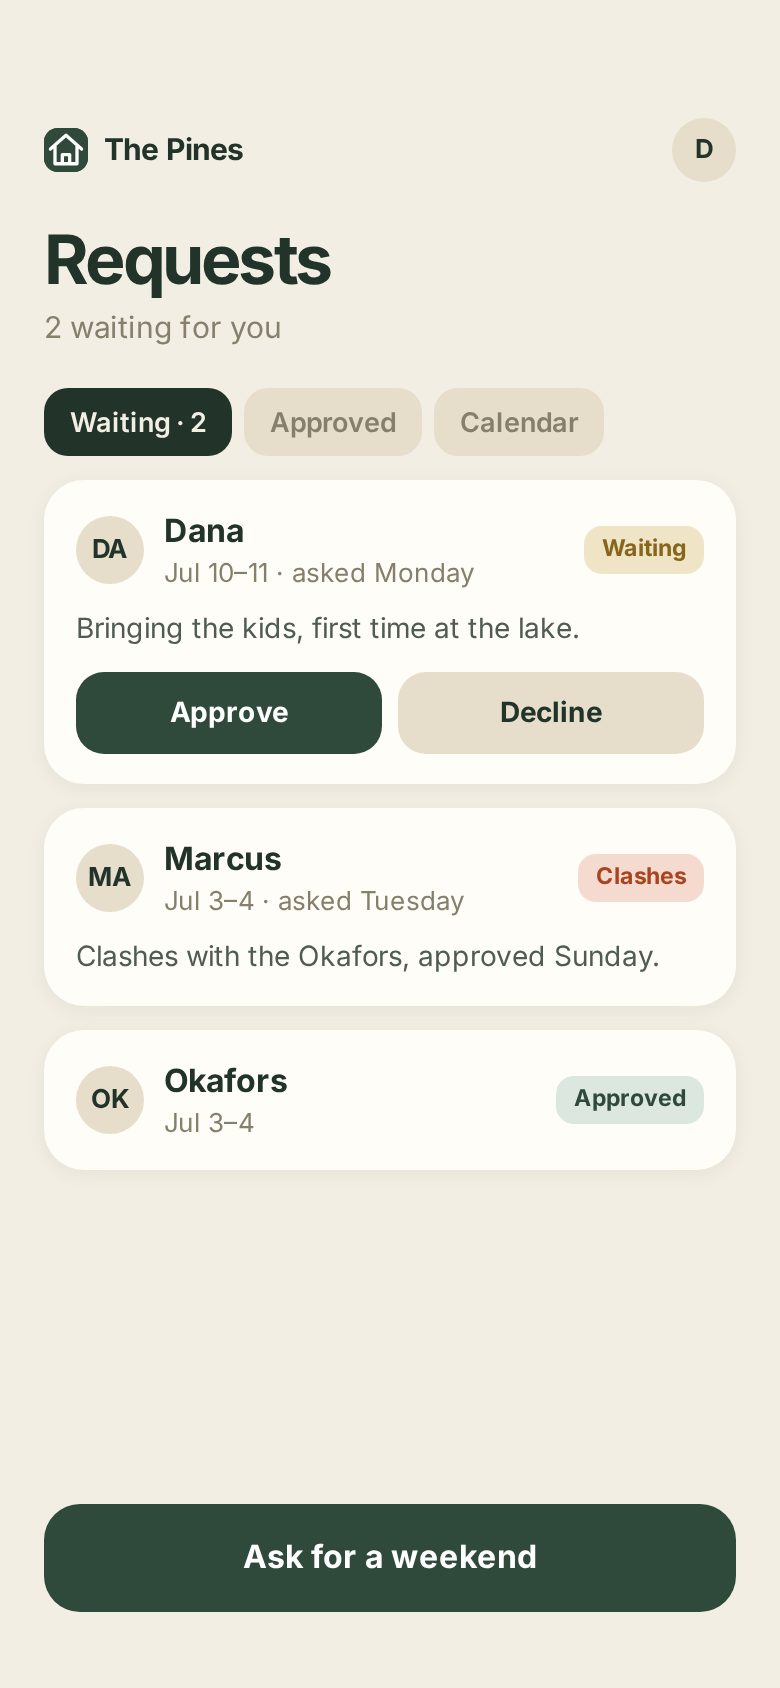 The Pines
D
Requests
2 waiting for you
Waiting · 2
Approved
Calendar
DA
Dana
Jul 10–11 · asked Monday
Waiting
Bringing the kids, first time at the lake.
Approve
Decline
MA
Marcus
Jul 3–4 · asked Tuesday
Clashes
Clashes with the Okafors, approved Sunday.
OK
Okafors
Jul 3–4
Approved
Ask for a weekend